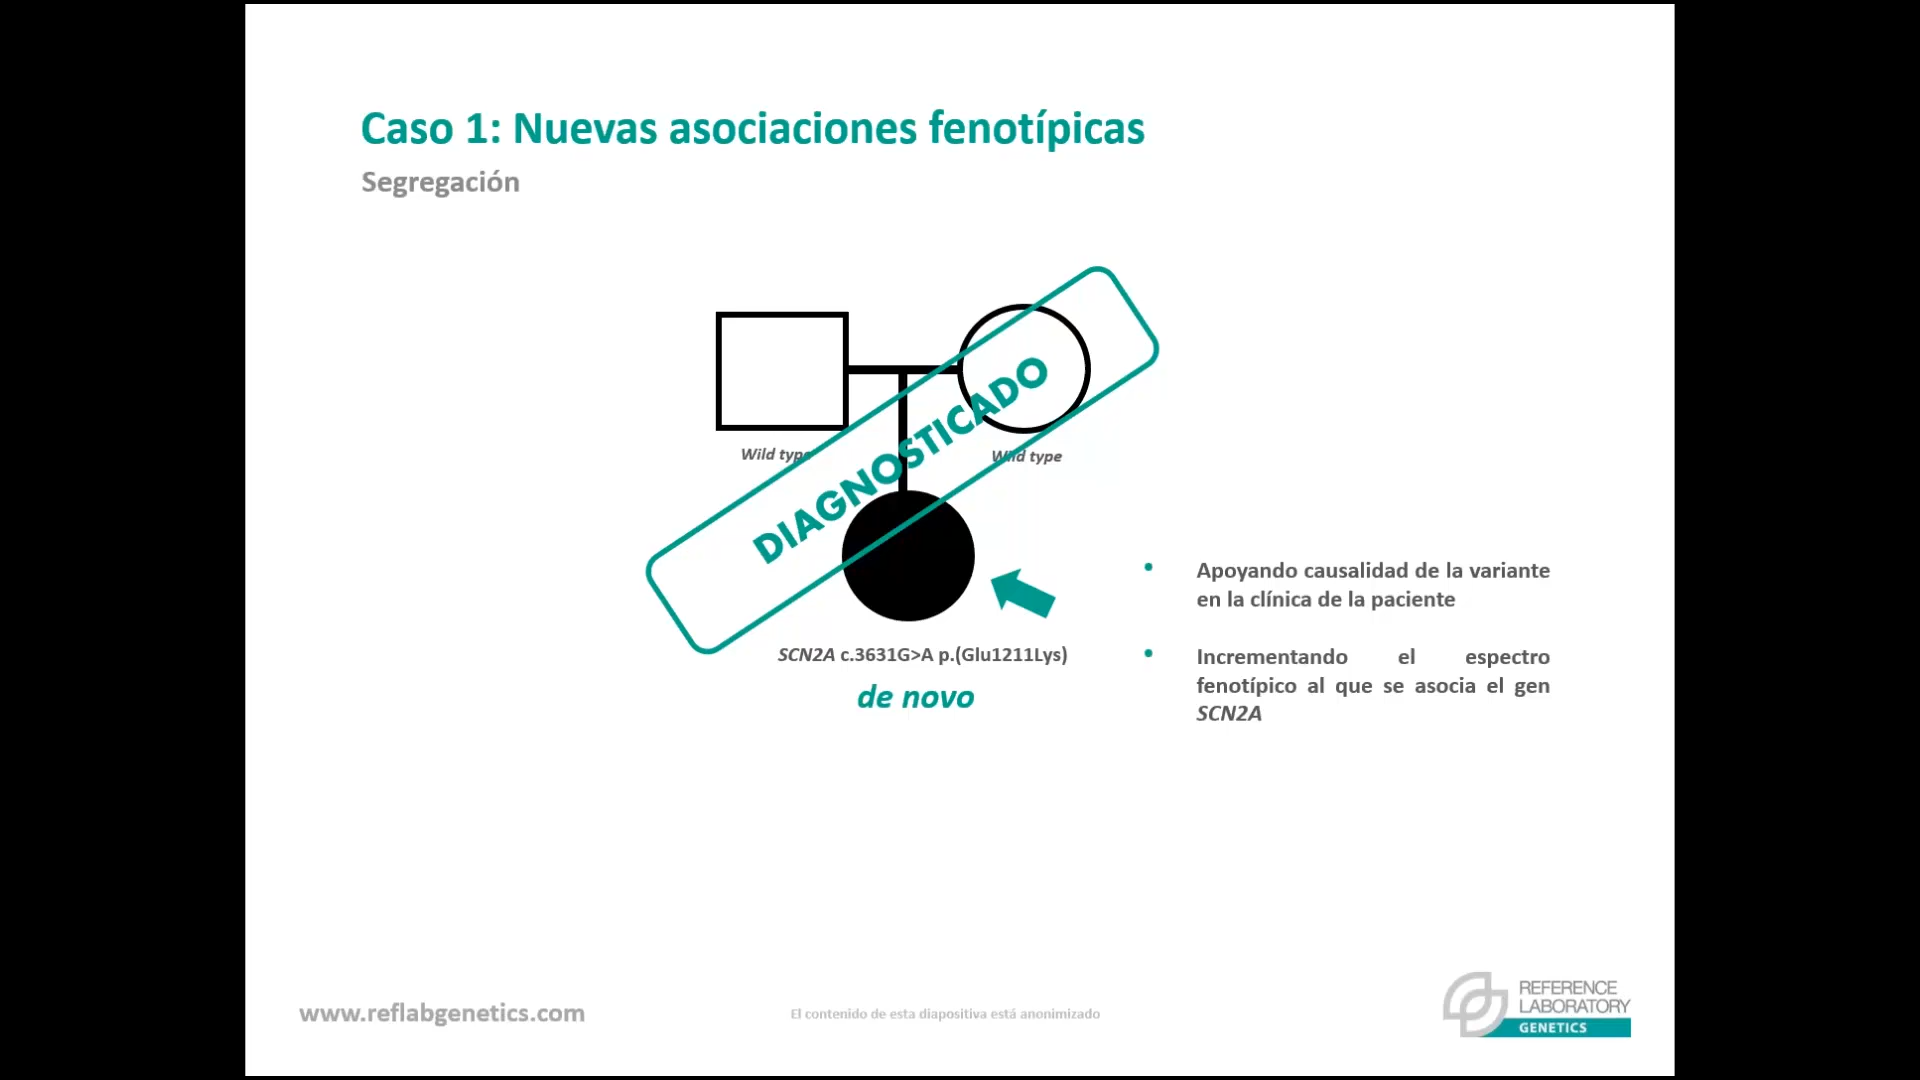 Caso 1: Nuevas asociaciones fenotípicas
Segregación
DIAGNOSTICADO
Wild type
Wild type
SCN2A c.3631G>A p.(Glu1211Lys)
de novo
• Apoyando causalidad de la variante
en la clínica de la paciente
• Incrementando el espectro
fenotípico al que se asocia el gen
SCN2A
www.reflabgenetics.com
El contenido de esta diapositiva está anonimizado
REFERENCE
LABORATORY
GENETICS